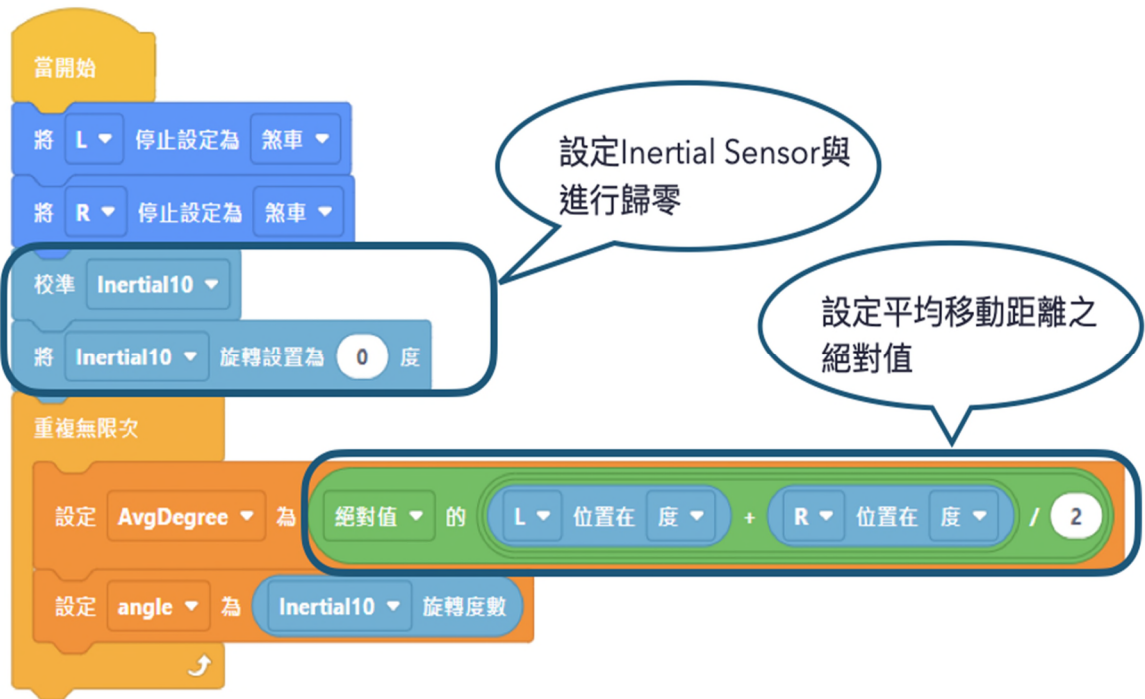 當開始
將 L 停止設定為 煞車
將 R 停止設定為 煞車
校準 Inertial10
將 Inertial10 旋轉設置為 0 度
設定Inertial Sensor與
進行歸零
設定平均移動距離之
絕對值
重複無限次
設定 AvgDegree 為 絕對值 的 L 位置在 度 + R 位置在 度 / 2
設定 angle 為 Inertial10 旋轉度數